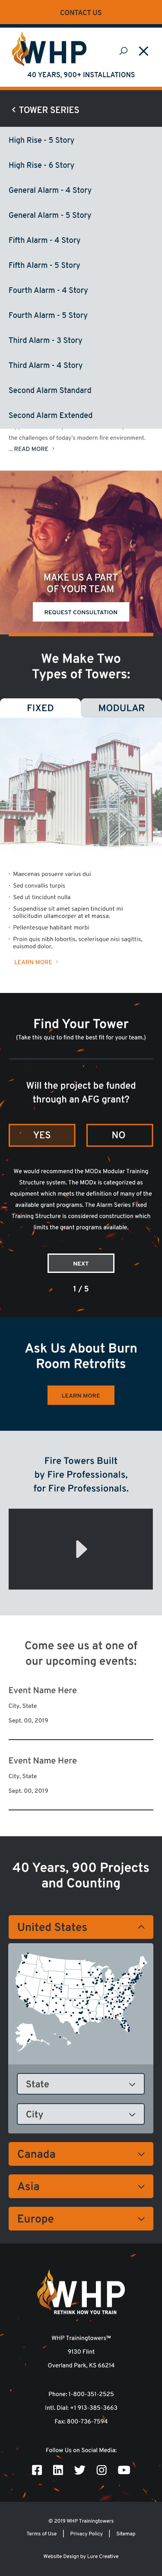 CONTACT US
WHP
40 YEARS, 900+ INSTALLATIONS
< TOWER SERIES
High Rise - 5 Story
High Rise - 6 Story
General Alarm - 4 Story
General Alarm - 5 Story
Fifth Alarm - 4 Story
Fifth Alarm - 5 Story
Fourth Alarm - 4 Story
Fourth Alarm - 5 Story
Third Alarm - 3 Story
Third Alarm - 4 Story
Second Alarm Standard
Second Alarm Extended
the challenges of today's modern fire environment.
... READ MORE >
MAKE US A PART
OF YOUR TEAM
REQUEST CONSULTATION
We Make Two
Types of Towers:
FIXED MODULAR
· Maecenas posuere varius dui
· Sed convallis turpis
· Sed ut tincidunt nulla
· Suspendisse sit amet sapien tincidunt mi
sollicitudin ullamcorper at et massa.
· Pellentesque habitant morbi
· Proin quis nibh lobortis, scelerisque nisi sagittis,
euismod dolor.
LEARN MORE >
Find Your Tower
(Take this quiz to find the best fit for your team.)
Will the project be funded
through an AFG grant?
YES NO
We would recommend the MODx Modular Training
Structure system. The MODx is categorized as
equipment which meets the definition of many of the
available grant programs. The Alarm Series Fixed
Training Structure is considered construction which
limits the grant programs available.
NEXT
1 / 5
Ask Us About Burn
Room Retrofits
LEARN MORE
Fire Towers Built
by Fire Professionals,
for Fire Professionals.
Come see us at one of
our upcoming events:
Event Name Here
City, State
Sept. 00, 2019
Event Name Here
City, State
Sept. 00, 2019
40 Years, 900 Projects
and Counting
United States
State
City
Canada
Asia
Europe
WHP
RETHINK HOW YOU TRAIN
WHP Trainingtowers™
9130 Flint
Overland Park, KS 66214
Phone: 1-800-351-2525
Intl. Dial: +1 913-385-3663
Fax: 800-736-7594
Follow Us on Social Media:
© 2019 WHP Trainingtowers
Terms of Use | Privacy Policy | Sitemap
Website Design by Lure Creative